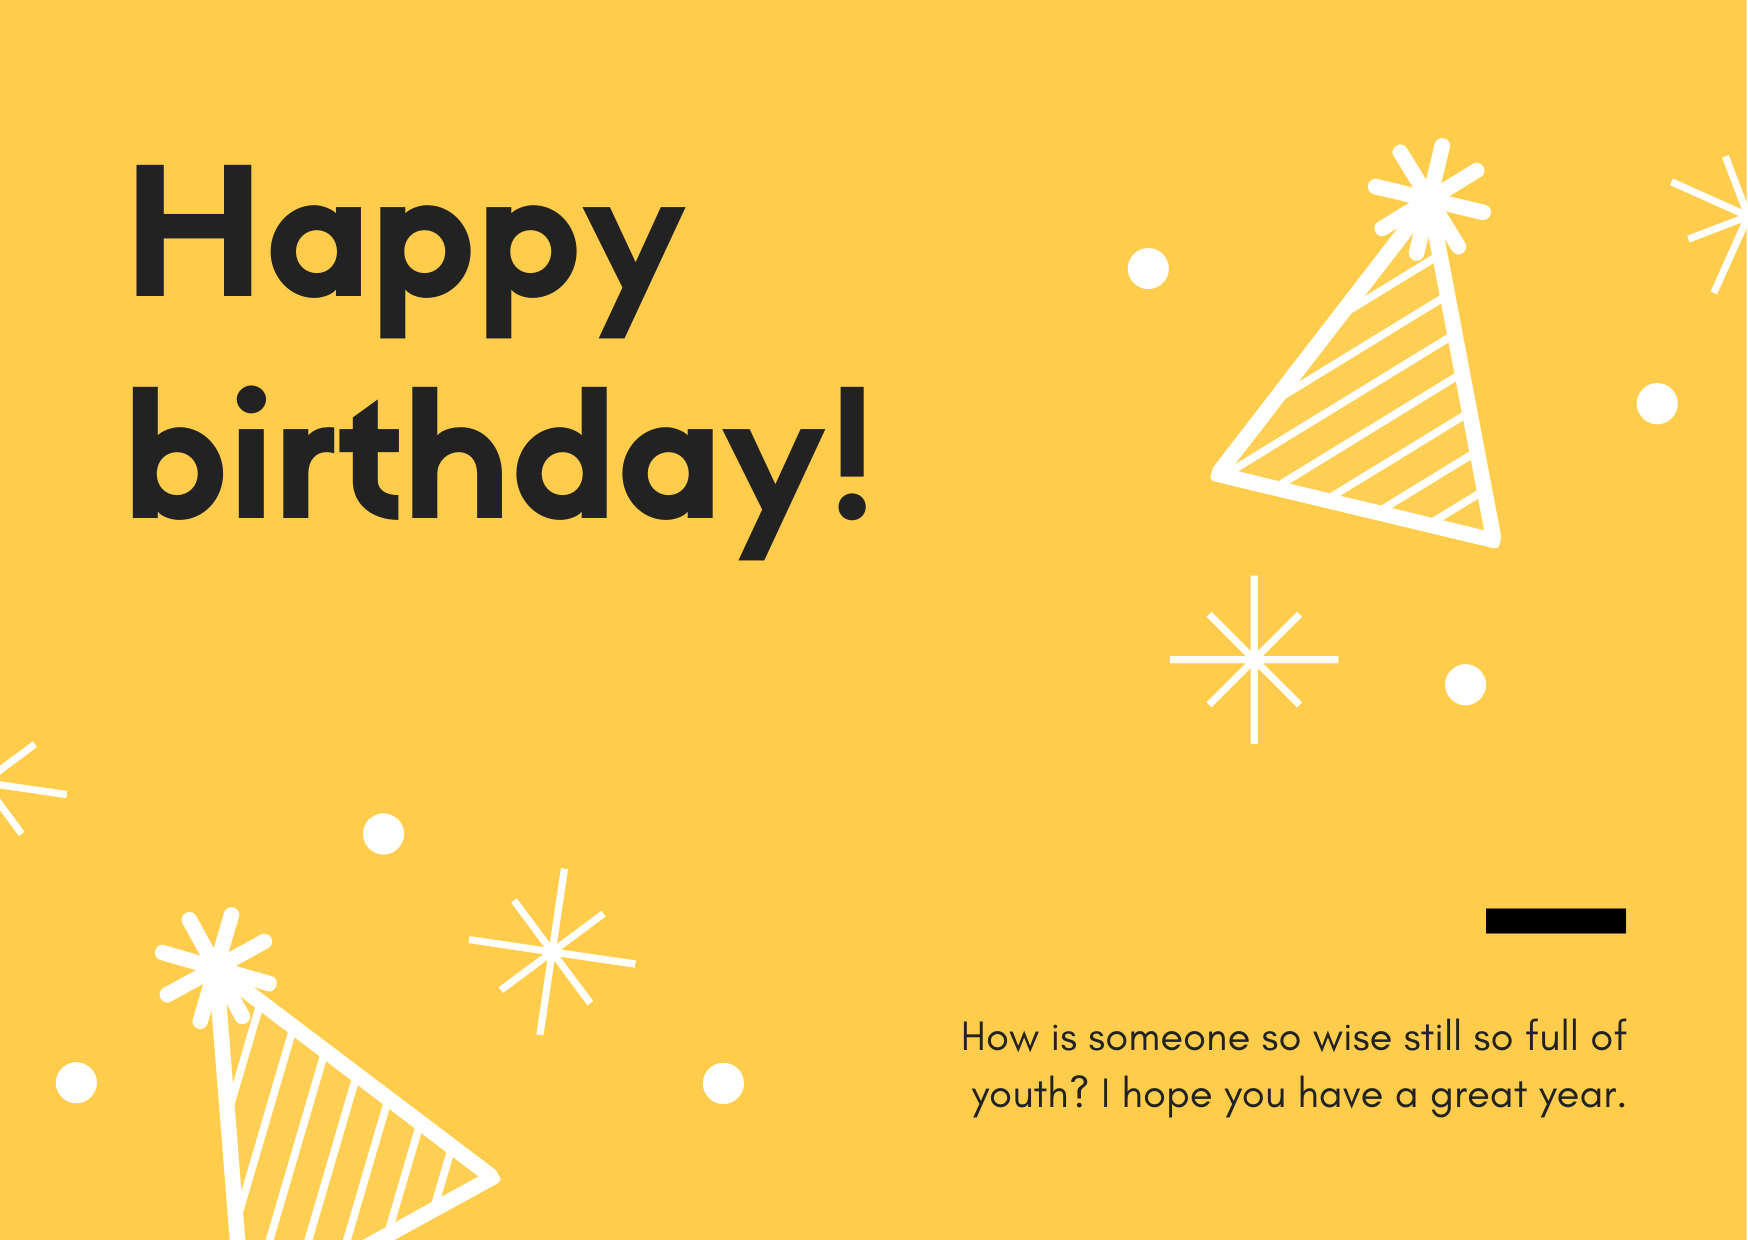 Happy
birthday!
How is someone so wise still so full of
youth? I hope you have a great year.